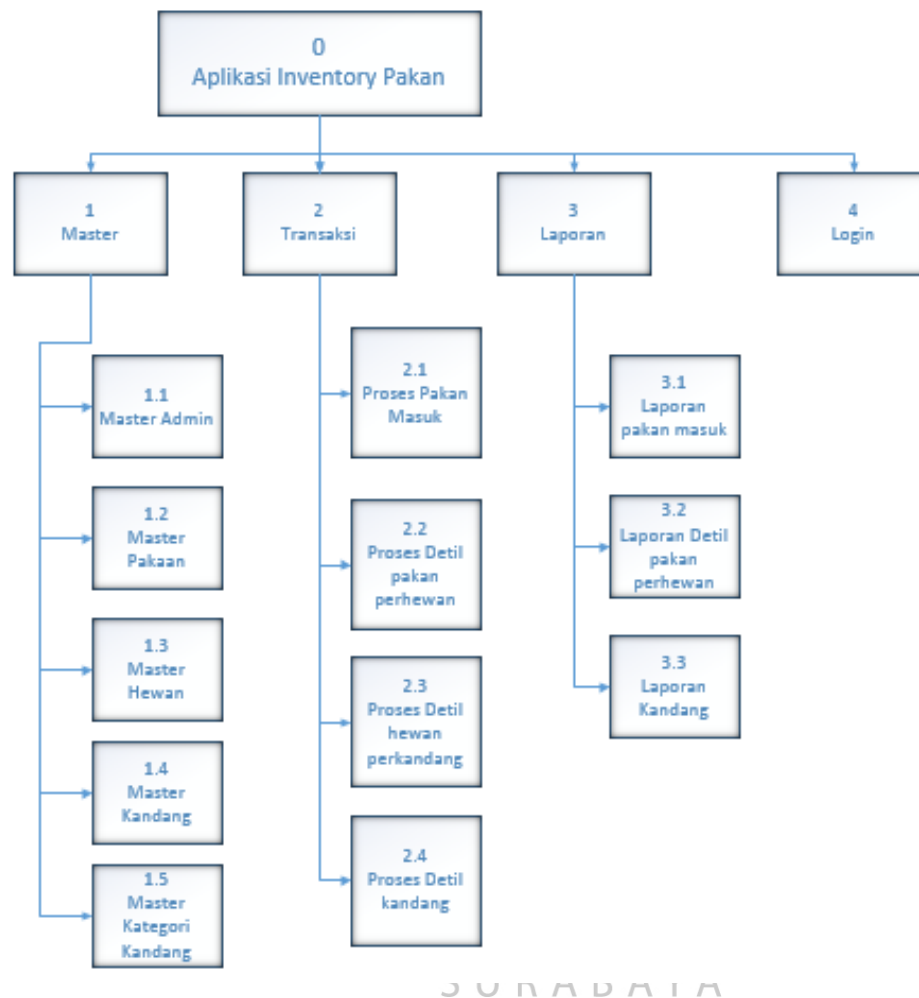 0
Aplikasi Inventory Pakan
1
Master
2
Transaksi
3
Laporan
4
Login
1.1
Master Admin
1.2
Master
Pakaan
1.3
Master
Hewan
1.4
Master
Kandang
1.5
Master
Kategori
Kandang
2.1
Proses Pakan
Masuk
2.2
Proses Detil
pakan
perhewan
2.3
Proses Detil
hewan
perkandang
2.4
Proses Detil
kandang
3.1
Laporan
pakan masuk
3.2
Laporan Detil
pakan
perhewan
3.3
Laporan
Kandang
SURABAYA